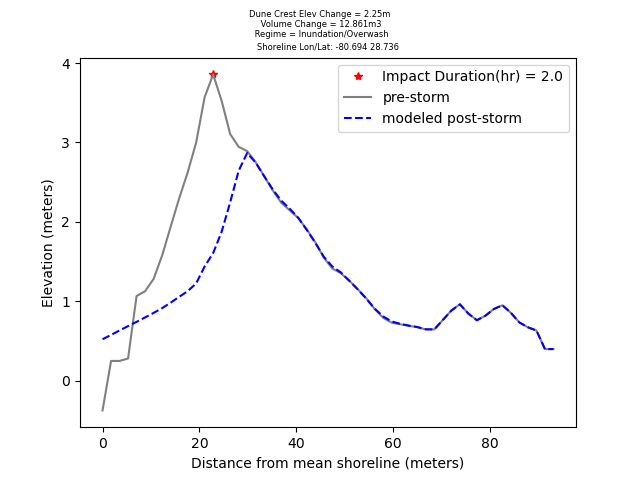 Dune Crest Elev Change = 2.25m
Volume Change = 12.861m3
Regime = Inundation/Overwash
Shoreline Lon/Lat: -80.694 28.736
Impact Duration(hr) = 2.0
pre-storm
modeled post-storm
4
3
2
1
0
Elevation (meters)
0 20 40 60 80
Distance from mean shoreline (meters)